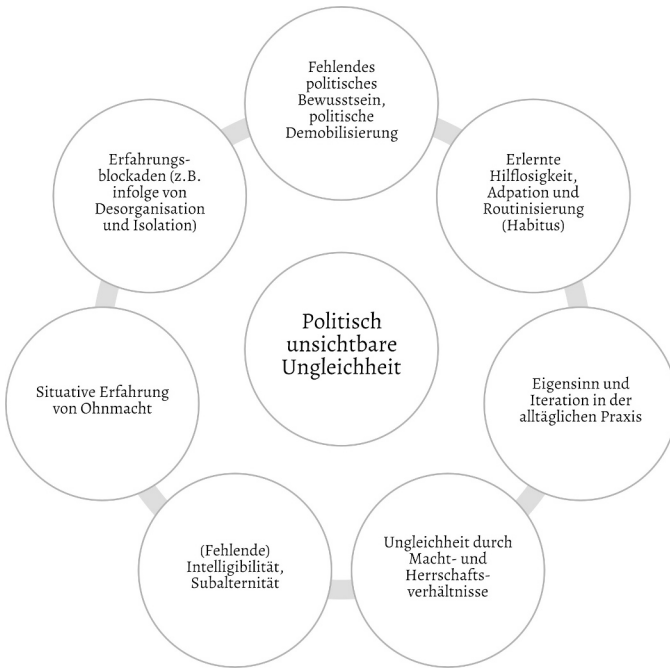 Fehlendes
politisches
Bewusstsein,
politische
Demobilisierung
Erlernte
Hilflosigkeit,
Adpation und
Routinisierung
(Habitus)
Eigensinn und
Iteration in der
alltäglichen Praxis
Ungleichheit durch
Macht- und
Herrschafts-
verhältnisse
(Fehlende)
Intelligibilität,
Subalternität
Situative Erfahrung
von Ohnmacht
Erfahrungs-
blockaden (z.B.
infolge von
Desorganisation
und Isolation)
Politisch
unsichtbare
Ungleichheit